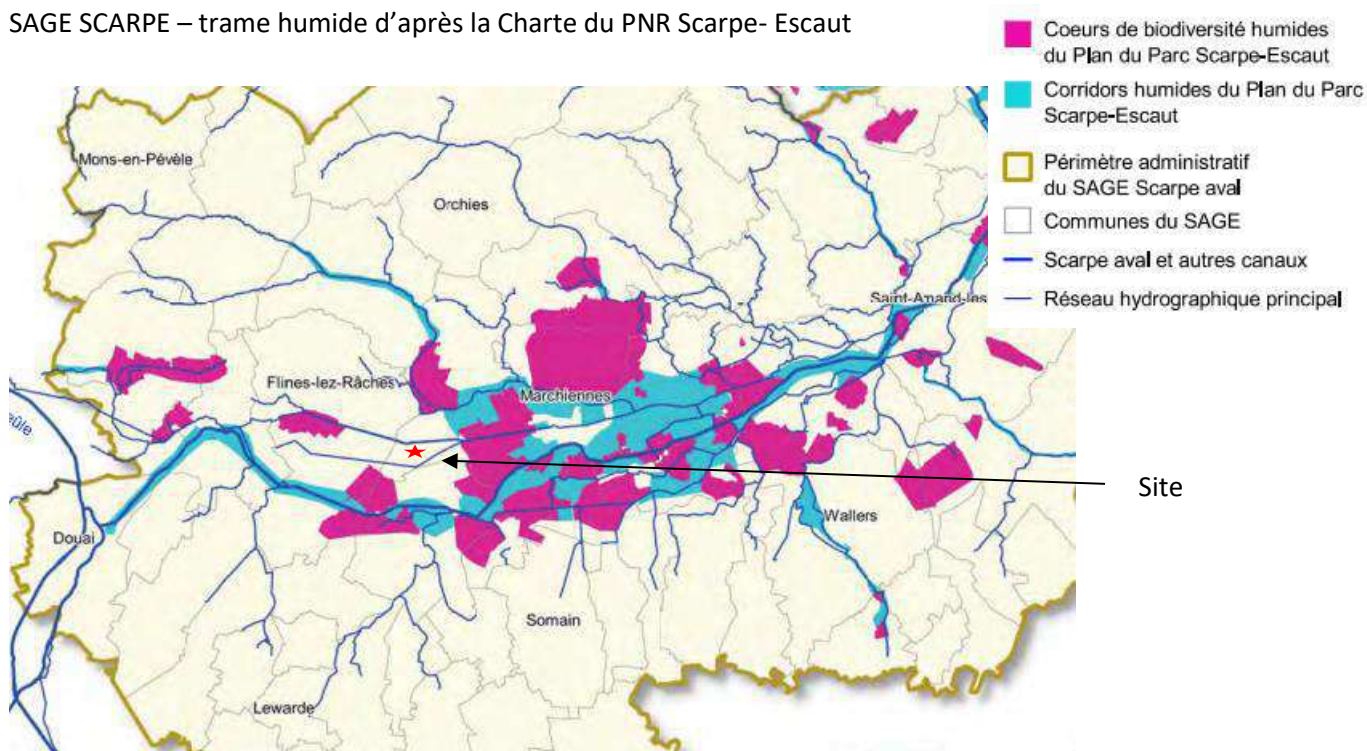 SAGE SCARPE – trame humide d’après la Charte du PNR Scarpe- Escaut
Coeurs de biodiversité humides
du Plan du Parc Scarpe-Escaut
Corridors humides du Plan du Parc
Scarpe-Escaut
Périmètre administratif
du SAGE Scarpe aval
Communes du SAGE
Scarpe aval et autres canaux
Réseau hydrographique principal
Mons-en-Pévèle
Orchies
Saint-Amand-les
Flines-lez-Râches
Marchiennes
Site
Wallers
Douai
Somain
Lewarde